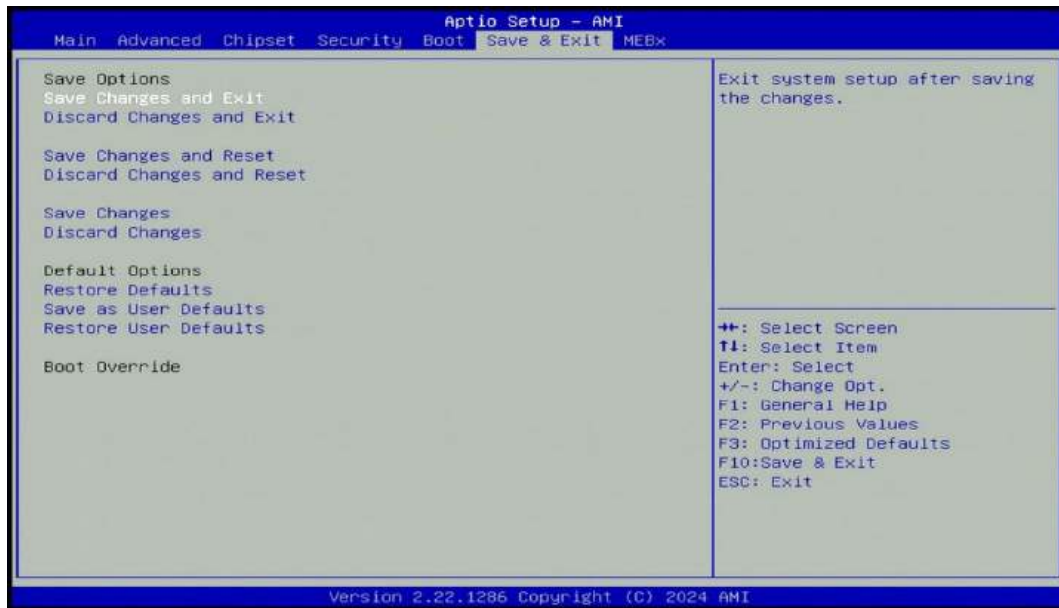 Aptio Setup – AMI
Main Advanced Chipset Security Boot Save & Exit MEBx
Save Options
Save Changes and Exit
Discard Changes and Exit
Save Changes and Reset
Discard Changes and Reset
Save Changes
Discard Changes
Default Options
Restore Defaults
Save as User Defaults
Restore User Defaults
Boot Override
Exit system setup after saving
the changes.
→←: Select Screen
↑↓: Select Item
Enter: Select
+/-: Change Opt.
F1: General Help
F2: Previous Values
F3: Optimized Defaults
F10:Save & Exit
ESC: Exit
Version 2.22.1286 Copyright (C) 2024 AMI